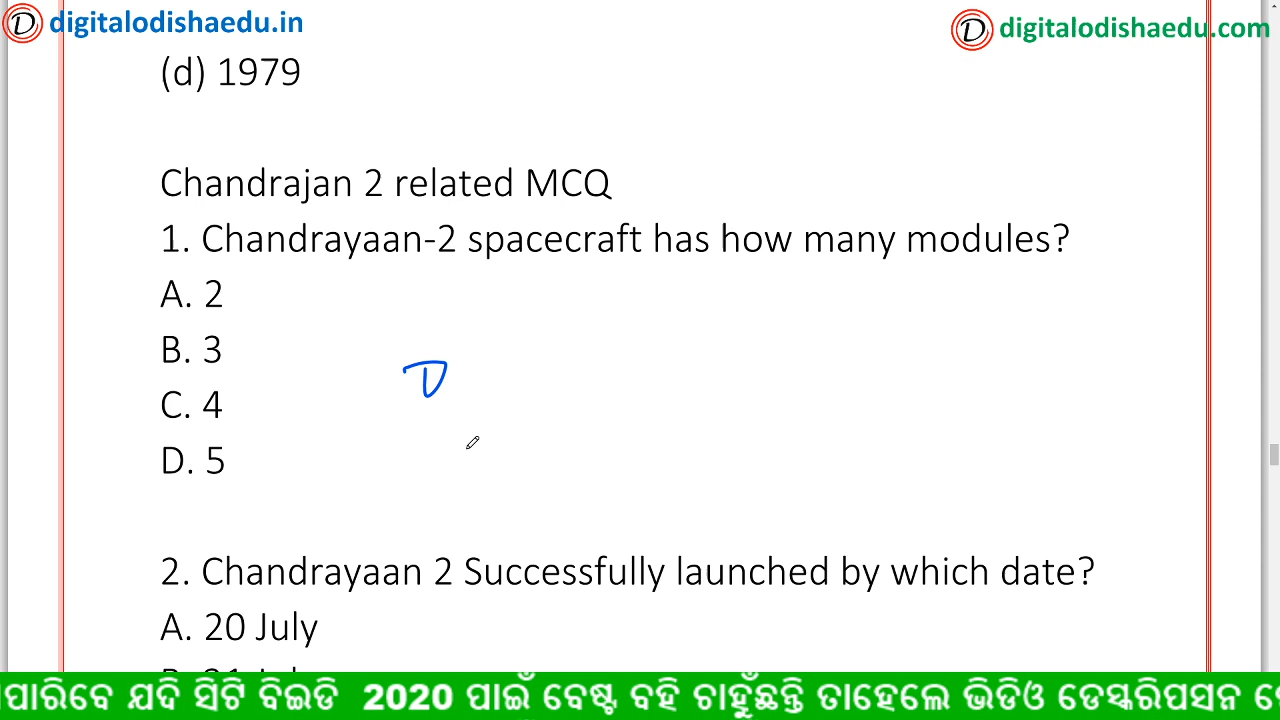 digitalodishaedu.in
digitalodishaedu.com
(d) 1979
Chandrajan 2 related MCQ
1. Chandrayaan-2 spacecraft has how many modules?
A. 2
B. 3
C. 4
D. 5
2. Chandrayaan 2 Successfully launched by which date?
A. 20 July
ପାରିବେ ଯଦି ସିଟି ବିଇଡି 2020 ପାଇଁ ବେଷ୍ଟ ବହି ଚାହୁଁଛନ୍ତି ତାହେଲେ ଭିଡିଓ ଡେସ୍କରିପସନ